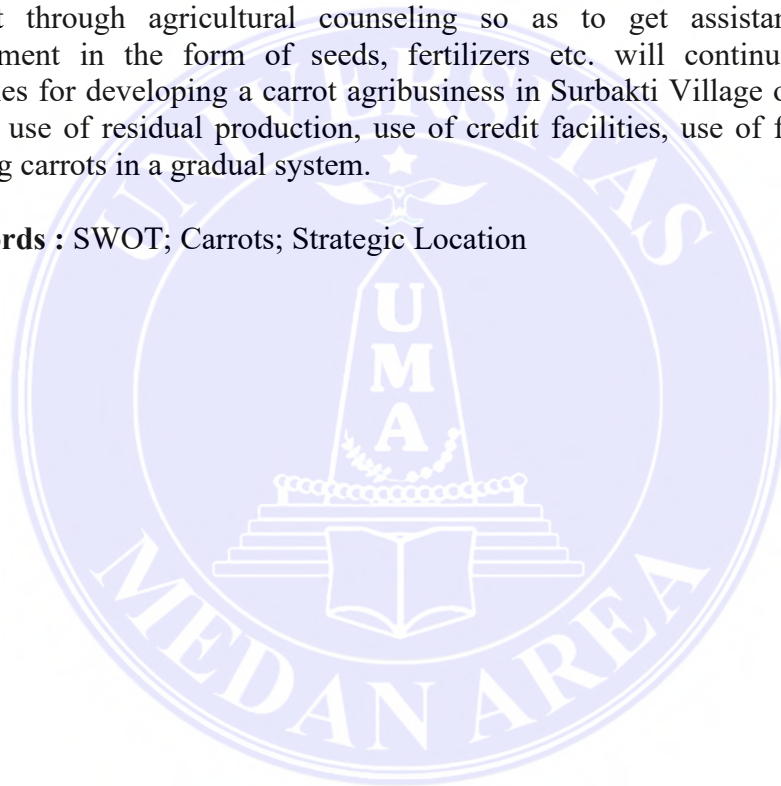 t through agricultural counseling so as to get assistan
ment in the form of seeds, fertilizers etc. will continu
es for developing a carrot agribusiness in Surbakti Village o
use of residual production, use of credit facilities, use of f
g carrots in a gradual system.
rds : SWOT; Carrots; Strategic Location
UNIVERSITAS
UMA
MEDAN AREA